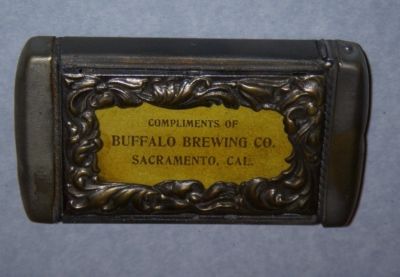 COMPLIMENTS OF
BUFFALO BREWING CO.
SACRAMENTO, CAL.